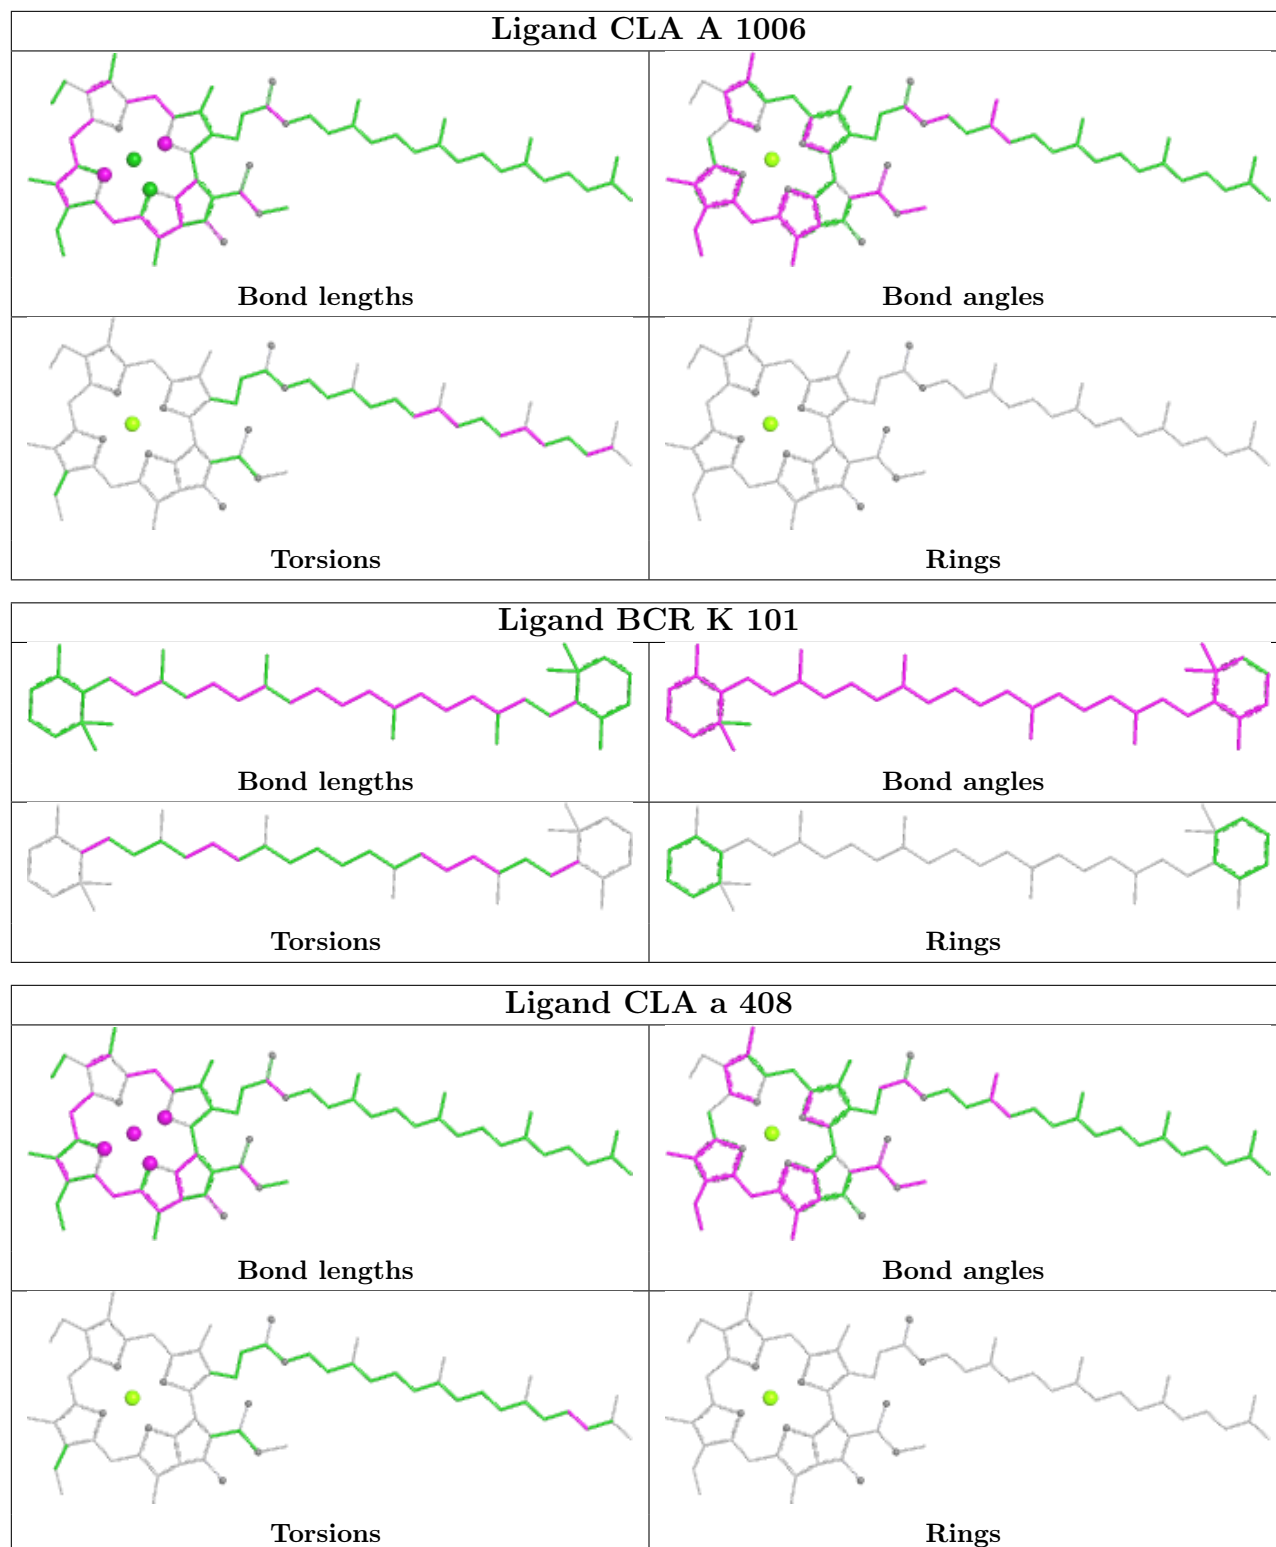 Ligand CLA A 1006
Bond lengths
Bond angles
Torsions
Rings
Ligand BCR K 101
Bond lengths
Bond angles
Torsions
Rings
Ligand CLA a 408
Bond lengths
Bond angles
Torsions
Rings